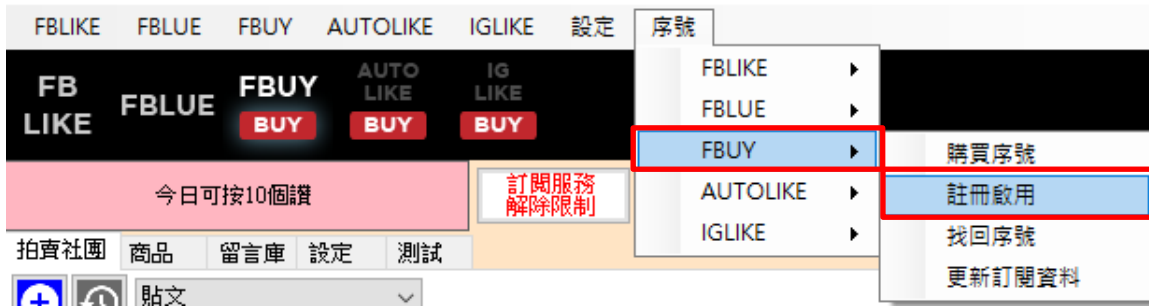 FBLIKE FBLUE FBUY AUTOLIKE IGLIKE 設定 序號
FB LIKE
FBLUE
FBUY
BUY
AUTO LIKE
BUY
IG LIKE
BUY
FBLIKE
FBLUE
FBUY
AUTOLIKE
IGLIKE
購買序號
註冊啟用
找回序號
更新訂閱資料
今日可按10個讚
訂閱服務
解除限制
拍賣社團 商品 留言庫 設定 測試
貼文